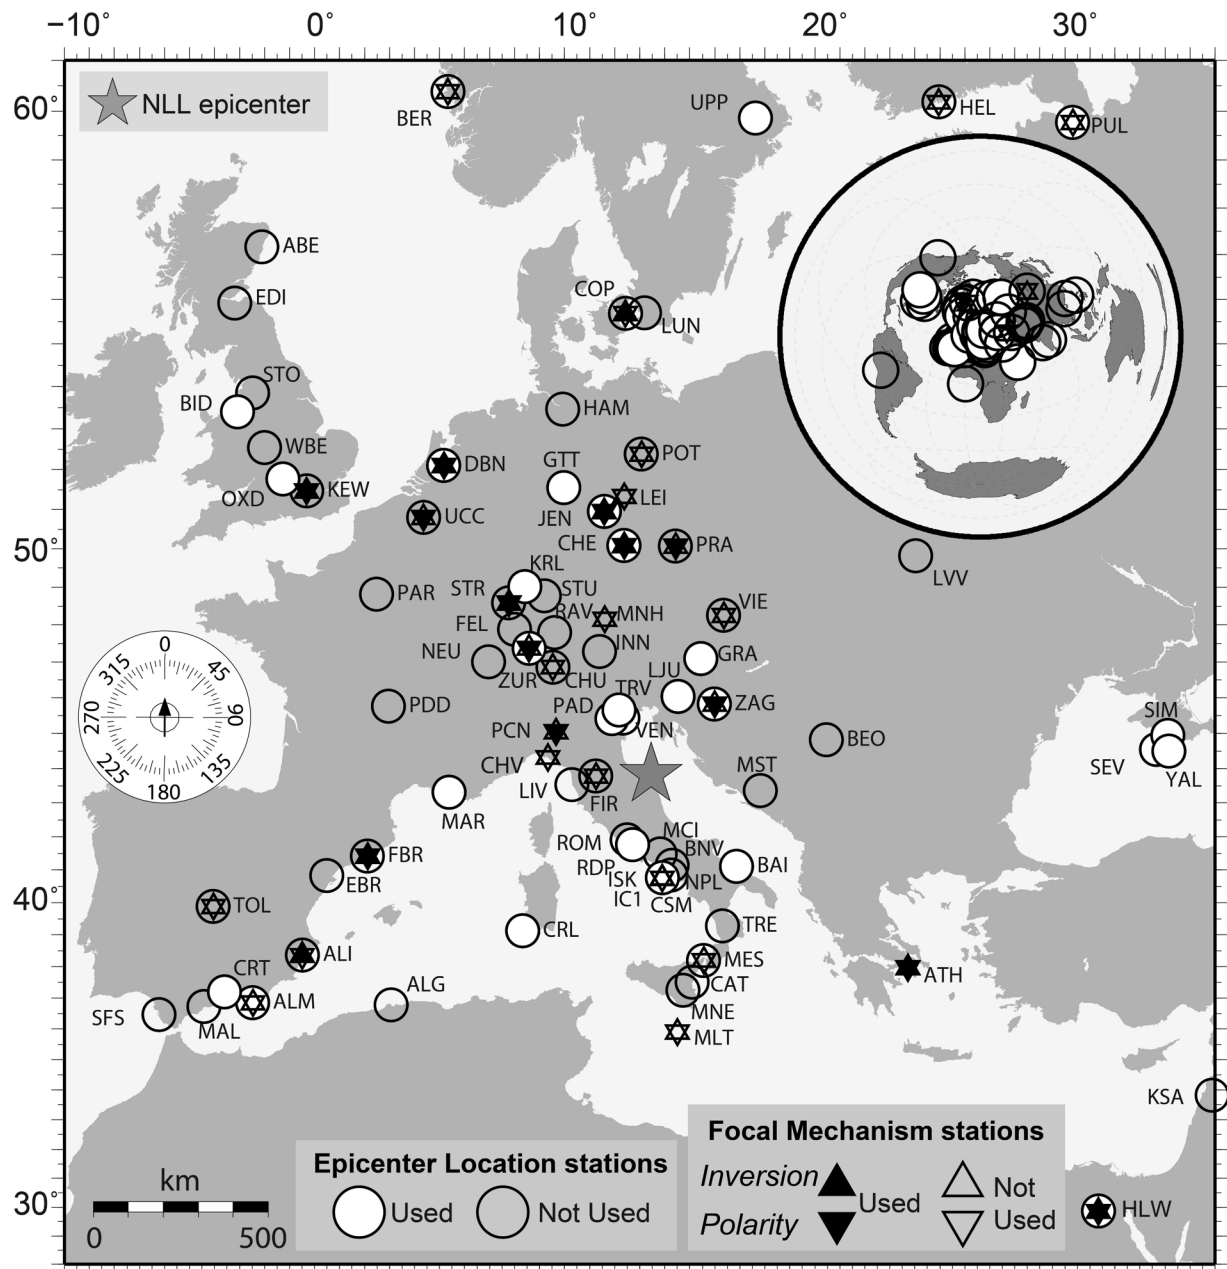 −10° 0° 10° 20° 30°
NLL epicenter
60°
BER
UPP
HEL
PUL
ABE
EDI
COP
LUN
STO
BID
HAM
WBE
DBN
GTT
POT
OXD
KEW
LEI
UCC
JEN
CHE
PRA
50°
KRL
LVV
PAR
STR
STU
RAV
MNH
VIE
FEL
INN
NEU
GRA
ZUR
CHU
LJU
0
45
90
135
180
225
270
315
PDD
PAD
TRV
ZAG
SIM
PCN
VEN
BEO
CHV
SEV
YAL
LIV
FIR
MST
MAR
ROM
MCI
FBR
RDP
BNV
BAI
EBR
ISK
NPL
IC1
CSM
40°
TOL
CRL
TRE
ALI
MES
ATH
CRT
CAT
ALG
ALM
SFS
MAL
MNE
MLT
KSA
Focal Mechanism stations
Epicenter Location stations
Inversion
Used
Not
Used
km
Used
Not Used
Polarity
30°
HLW
0 500